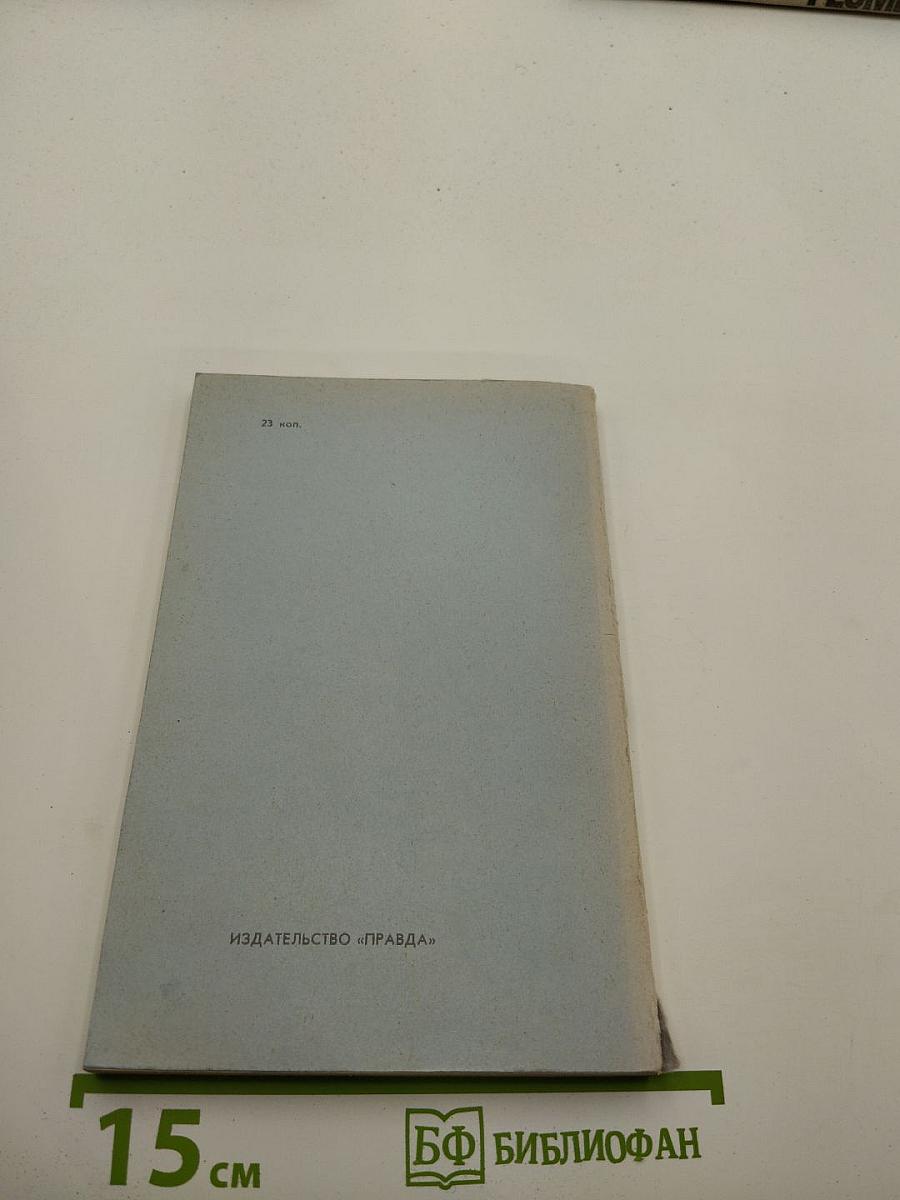 23 коп.
ИЗДАТЕЛЬСТВО «ПРАВДА»
15 см
БФ БИБЛИОФАН